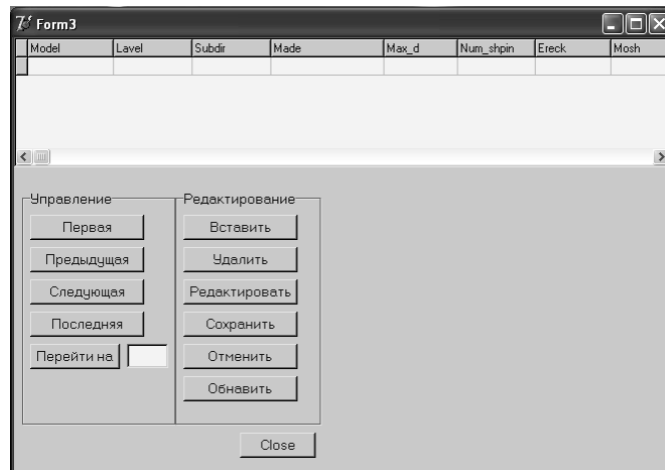 Form3
Model Lavel Subdir Made Max_d Num_shpin Ereck Mosh
Управление
Первая
Предыдущая
Следующая
Последняя
Перейти на
Редактирование
Вставить
Удалить
Редактировать
Сохранить
Отменить
Обнавить
Close